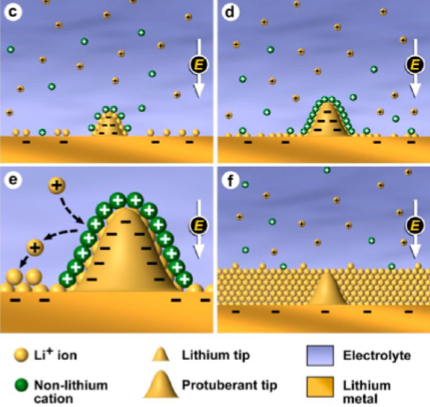 c
d
E
E
e
f
E
E
Li⁺ ion
Lithium tip
Electrolyte
Non-lithium
cation
Protuberant tip
Lithium
metal